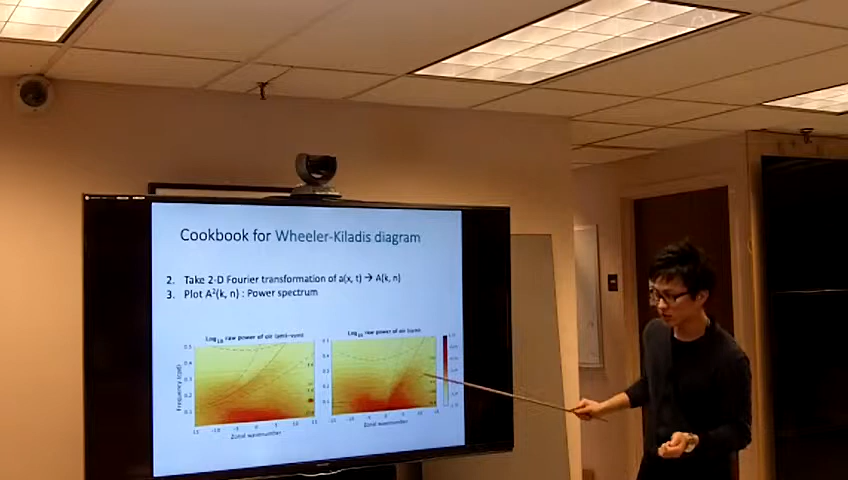 Cookbook for Wheeler-Kiladis diagram
2. Take 2-D Fourier transformation of a(x, t) → A(k, n)
3. Plot A²(k, n) : Power spectrum
Log₁₀ raw power of olr (anti-sym)
Log₁₀ raw power of olr (sym)
Frequency (cpd)
Zonal wavenumber
Zonal wavenumber